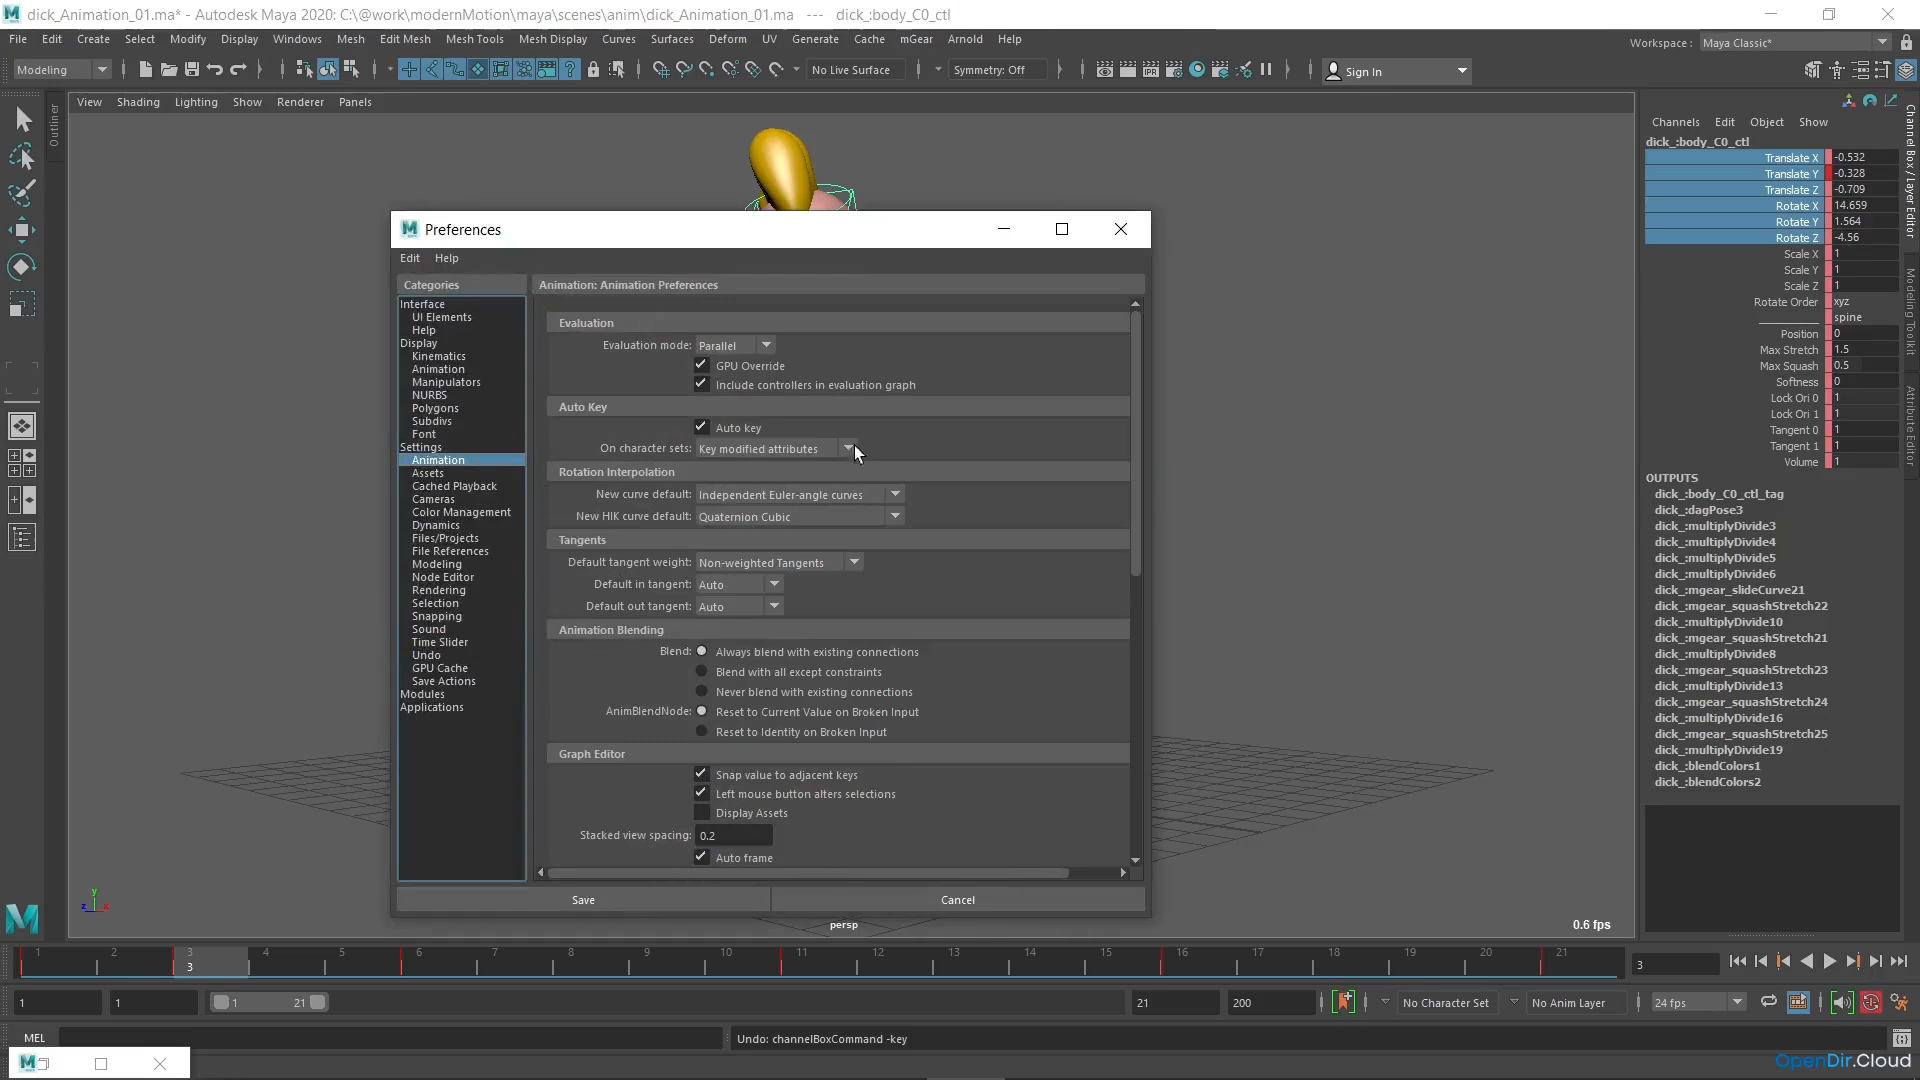 dick_Animation_01.ma* - Autodesk Maya 2020: C:\@work\modernMotion\maya\scenes\anim\dick_Animation_01.ma --- dick_:body_C0_ctl
File Edit Create Select Modify Display Windows Mesh Edit Mesh Mesh Tools Mesh Display Curves Surfaces Deform UV Generate Cache mGear Arnold Help
Workspace : Maya Classic*
Modeling
No Live Surface
Symmetry: Off
Sign In
Outliner
View Shading Lighting Show Renderer Panels
Preferences
Edit Help
Categories
Interface
UI Elements
Help
Display
Kinematics
Animation
Manipulators
NURBS
Polygons
Subdivs
Font
Settings
Animation
Assets
Cached Playback
Cameras
Color Management
Dynamics
Files/Projects
File References
Modeling
Node Editor
Rendering
Selection
Snapping
Sound
Time Slider
Undo
GPU Cache
Save Actions
Modules
Applications
Animation: Animation Preferences
Evaluation
Evaluation mode: Parallel
GPU Override
Include controllers in evaluation graph
Auto Key
Auto key
On character sets: Key modified attributes
Rotation Interpolation
New curve default: Independent Euler-angle curves
New HIK curve default: Quaternion Cubic
Tangents
Default tangent weight: Non-weighted Tangents
Default in tangent: Auto
Default out tangent: Auto
Animation Blending
Blend: Always blend with existing connections
Blend with all except constraints
Never blend with existing connections
AnimBlendNode: Reset to Current Value on Broken Input
Reset to Identity on Broken Input
Graph Editor
Snap value to adjacent keys
Left mouse button alters selections
Display Assets
Stacked view spacing: 0.2
Auto frame
Save
Cancel
persp
0.6 fps
y
z x
Channels Edit Object Show
dick_:body_C0_ctl
Translate X -0.532
Translate Y -0.328
Translate Z -0.709
Rotate X 14.659
Rotate Y 1.564
Rotate Z -4.56
Scale X 1
Scale Y 1
Scale Z 1
Rotate Order xyz
spine
Position 0
Max Stretch 1.5
Max Squash 0.5
Softness 0
Lock Ori 0 1
Lock Ori 1 1
Tangent 0 1
Tangent 1 1
Volume 1
OUTPUTS
dick_:body_C0_ctl_tag
dick_:dagPose3
dick_:multiplyDivide3
dick_:multiplyDivide4
dick_:multiplyDivide5
dick_:multiplyDivide6
dick_:mgear_slideCurve21
dick_:mgear_squashStretch22
dick_:multiplyDivide10
dick_:mgear_squashStretch21
dick_:multiplyDivide8
dick_:mgear_squashStretch23
dick_:multiplyDivide13
dick_:mgear_squashStretch24
dick_:multiplyDivide16
dick_:mgear_squashStretch25
dick_:multiplyDivide19
dick_:blendColors1
dick_:blendColors2
Channel Box / Layer Editor
Modeling Toolkit
Attribute Editor
1 2 3 4 5 6 7 8 9 10 11 12 13 14 15 16 17 18 19 20 21
3
3
1 1 1 21 21 200 No Character Set No Anim Layer 24 fps
MEL
Undo: channelBoxCommand -key
OpenDir.Cloud